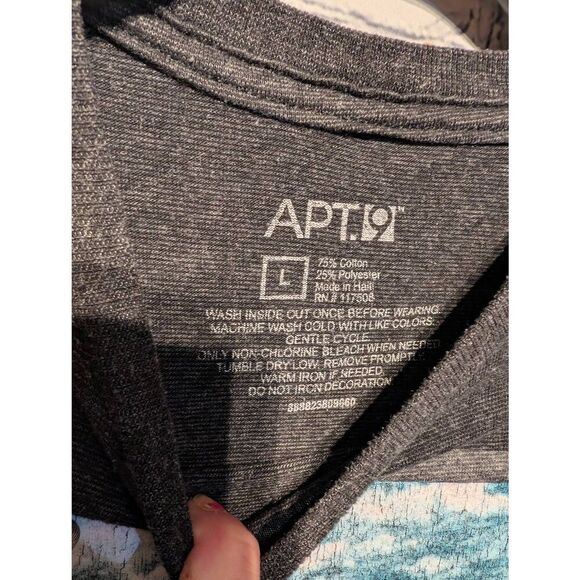 APT.9™
L
75% Cotton
25% Polyester
Made in Haiti
RN # 117508
WASH INSIDE OUT ONCE BEFORE WEARING.
MACHINE WASH COLD WITH LIKE COLORS.
GENTLE CYCLE.
ONLY NON-CHLORINE BLEACH WHEN NEEDED.
TUMBLE DRY LOW. REMOVE PROMPTLY.
WARM IRON IF NEEDED.
DO NOT IRON DECORATION.